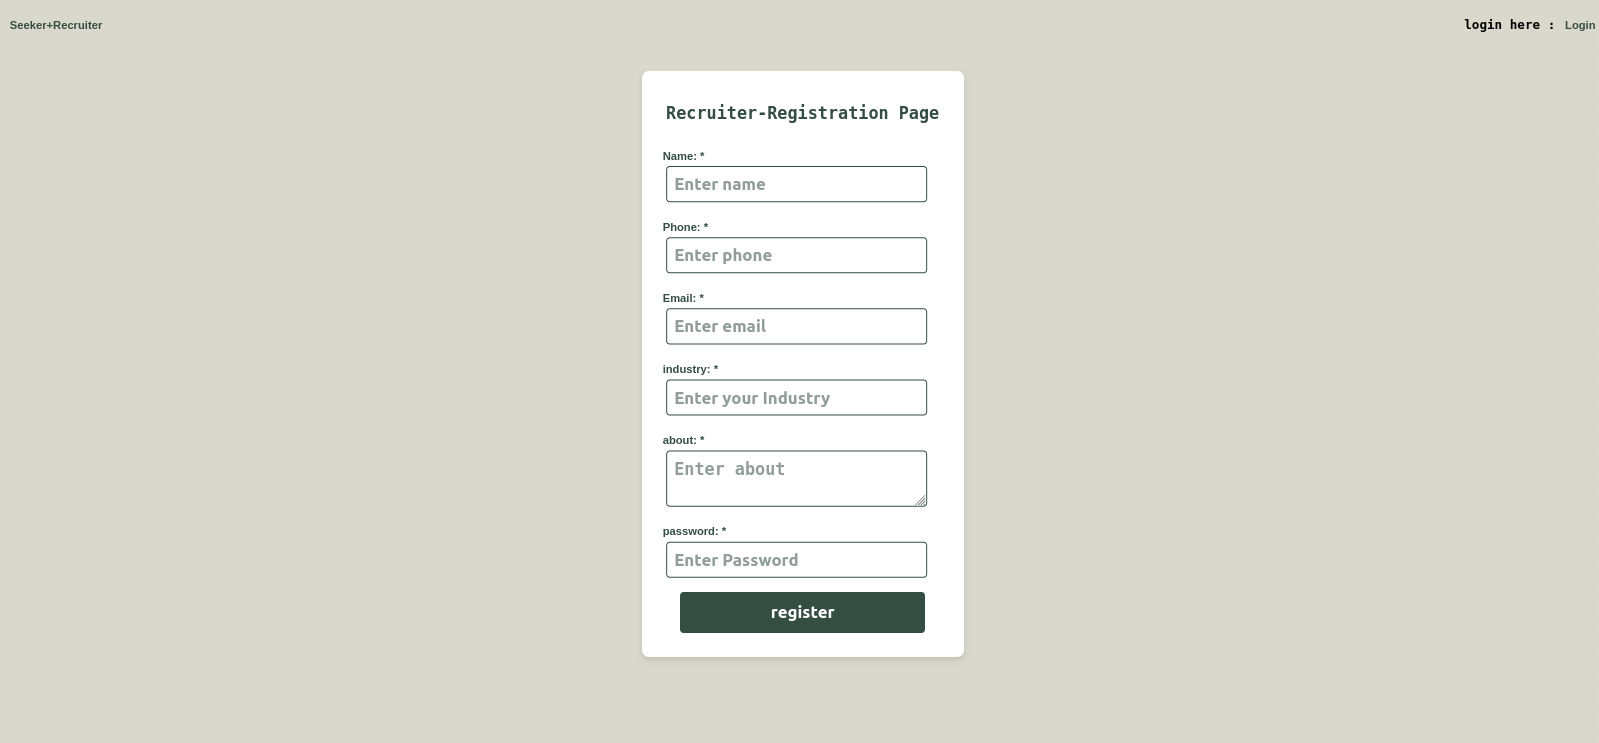 Seeker+Recruiter
login here : Login
Recruiter-Registration Page
Name: *
Enter name
Phone: *
Enter phone
Email: *
Enter email
industry: *
Enter your Industry
about: *
Enter about
password: *
Enter Password
register